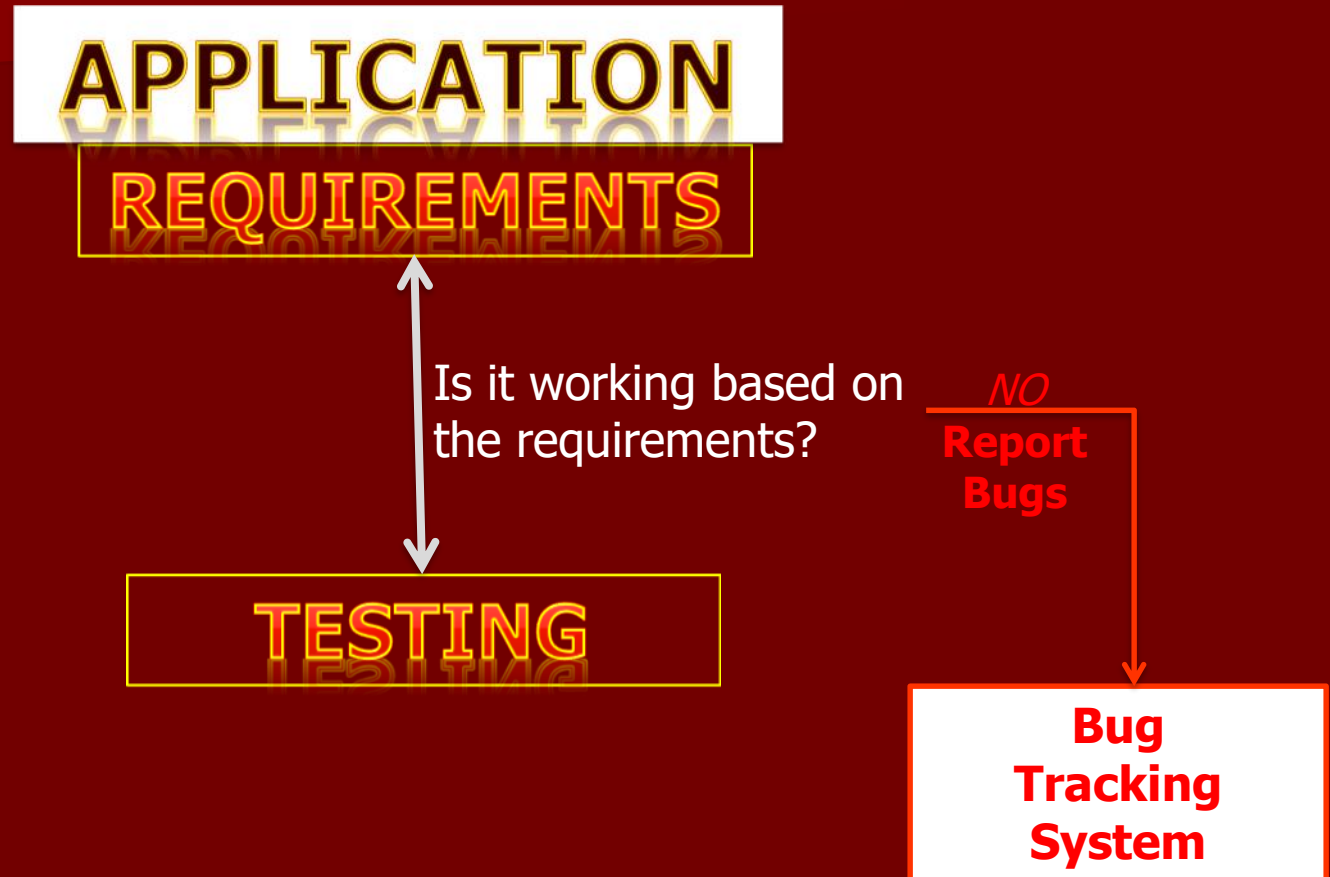 APPLICATION
REQUIREMENTS
Is it working based on
the requirements?
NO
Report
Bugs
TESTING
Bug
Tracking
System